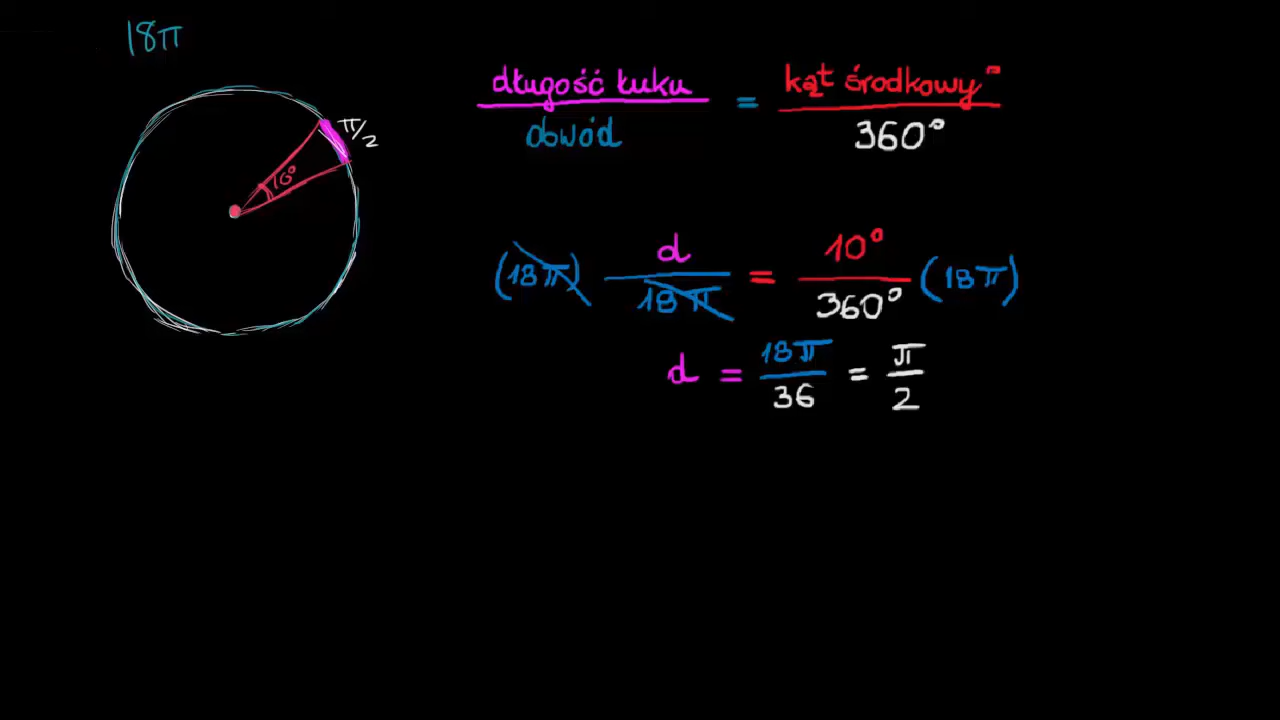 18π
długość łuku / obwód = kąt środkowy / 360°
π/2
10°
(18π) d / 18π = 10° / 360° (18π)
d = 18π / 36 = π / 2